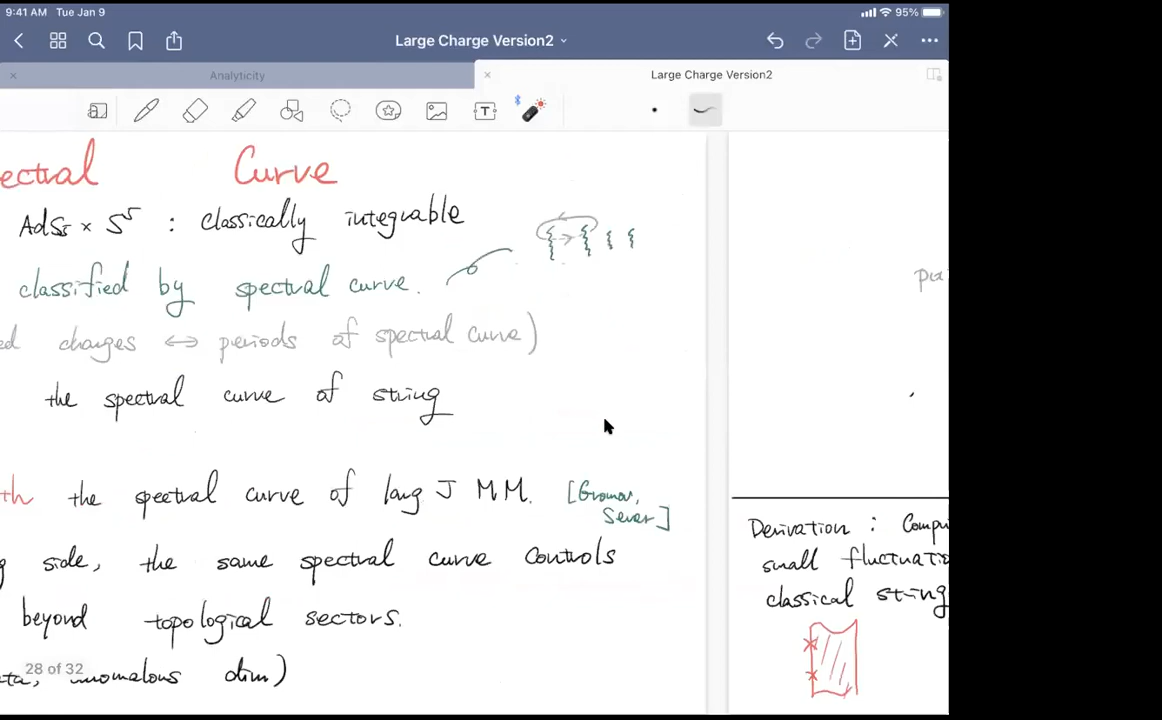 9:41 AM Tue Jan 9
95%
Large Charge Version2
Analyticity
Large Charge Version2
ectral Curve
AdS5 × S5 : classically integrable
classified by spectral curve.
ed charges ↔ periods of spectral curve)
the spectral curve of string
th the spectral curve of larg J MM. [Gromov,
Sever]
side, the same spectral curve controls
beyond topological sectors.
28 of 32
ta, anomalous dim)
Derivation : Compu
small fluctuatio
classical string